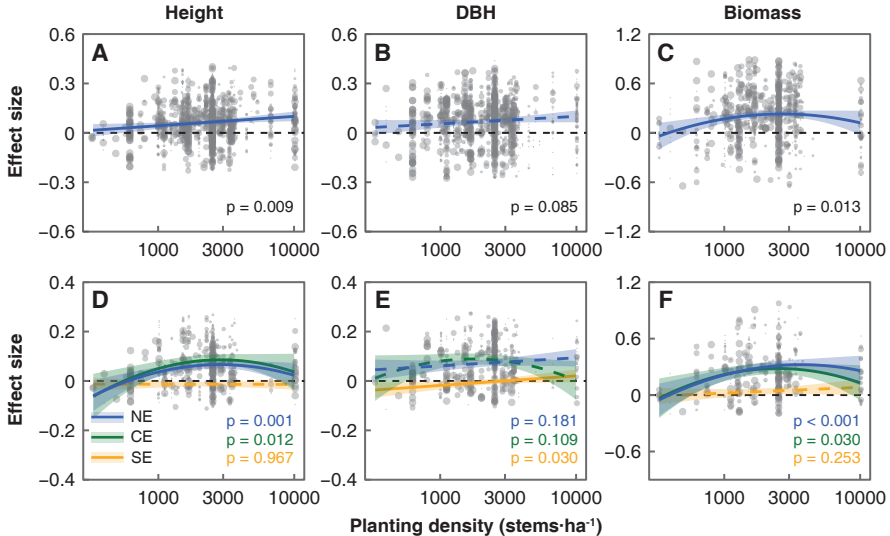 Height DBH Biomass
A B C
Effect size
0.6 0.6 1.2
0.3 0.3 0.6
0 0 0
−0.3 −0.3 −0.6
−0.6 −0.6 −1.2
p = 0.009 p = 0.085 p = 0.013
1000 3000 10000 1000 3000 10000 1000 3000 10000
D E F
Effect size
0.4 0.4 1.2
0.2 0.2 0.6
0 0 0
−0.2 −0.2 −0.6
−0.4 −0.4
NE p = 0.001 p = 0.181 p < 0.001
CE p = 0.012 p = 0.109 p = 0.030
SE p = 0.967 p = 0.030 p = 0.253
1000 3000 10000 1000 3000 10000 1000 3000 10000
Planting density (stems·ha⁻¹)